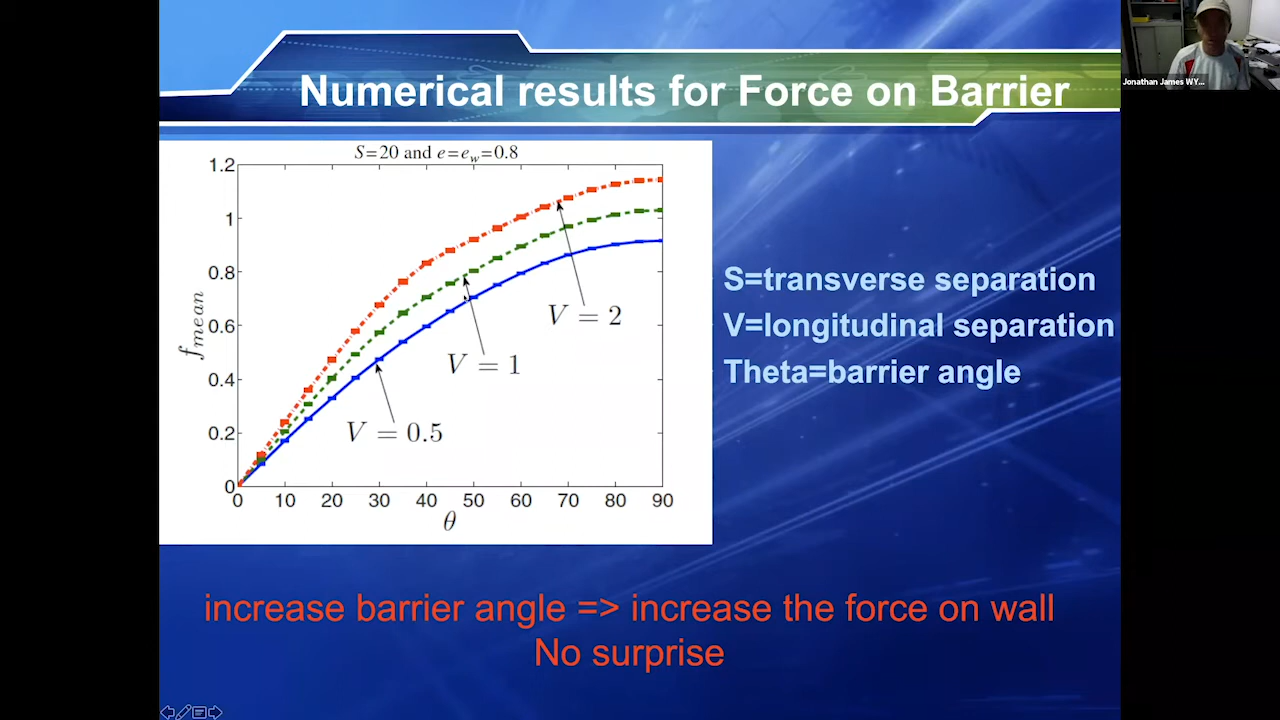 Jonathan James WY...
Numerical results for Force on Barrier
S=20 and e=e_w=0.8
1.2
1
0.8
0.6
0.4
0.2
0
f_mean
0 10 20 30 40 50 60 70 80 90
θ
V = 2
V = 1
V = 0.5
S=transverse separation
V=longitudinal separation
Theta=barrier angle
increase barrier angle => increase the force on wall
No surprise